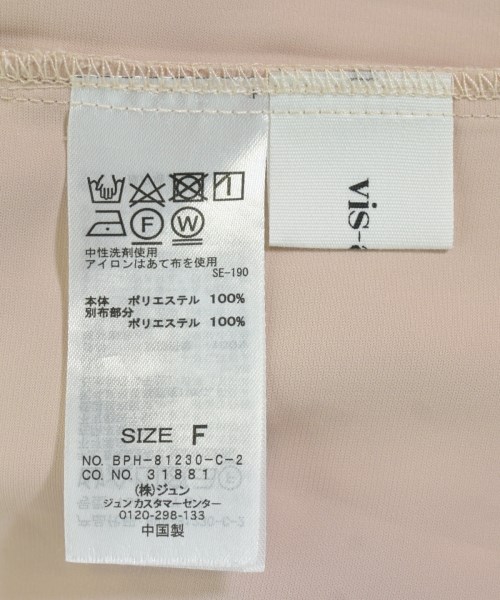 F
W
中性洗剤使用
アイロンはあて布を使用
SE-190
本体 ポリエステル 100%
別布部分
ポリエステル 100%
SIZE F
NO. BPH-81230-C-2
CO. NO. 31881
(株)ジュン
ジュンカスタマーセンター
0120-298-133
中国製
vis-